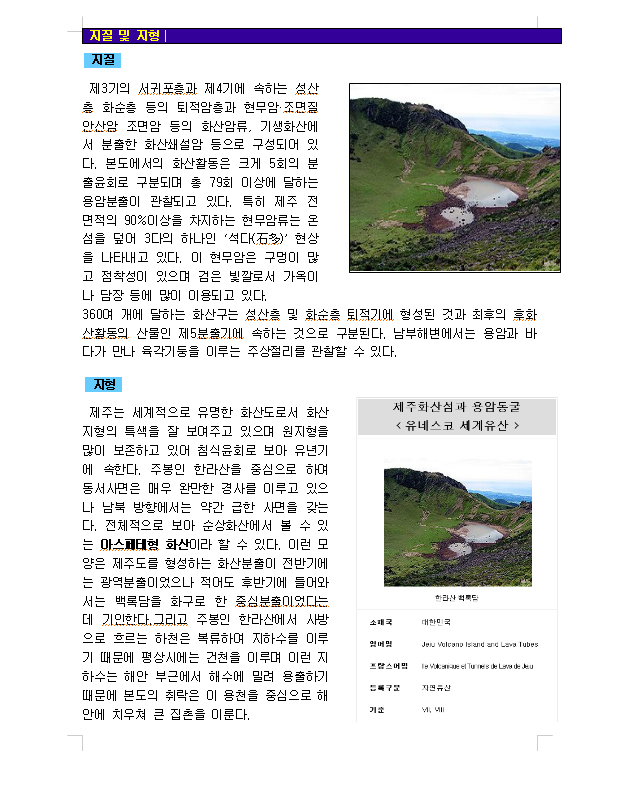 지질 및 지형
지질
제3기의 서귀포층과 제4기에 속하는 성산
층 화순층 등의 퇴적암층과 현무암·조면질
안산암 조면암 등의 화산암류, 기생화산에
서 분출한 화산쇄설암 등으로 구성되어 있
다. 본도에서의 화산활동은 크게 5회의 분
출윤회로 구분되며 총 79회 이상에 달하는
용암분출이 관찰되고 있다. 특히 제주 전
면적의 90%이상을 차지하는 현무암류는 온
섬을 덮어 3다의 하나인 ‘석다(石多)’ 현상
을 나타내고 있다. 이 현무암은 구멍이 많
고 점착성이 있으며 검은 빛깔로서 가옥이
나 담장 등에 많이 이용되고 있다.
360여 개에 달하는 화산구는 성산층 및 화순층 퇴적기에 형성된 것과 최후의 후화
산활동의 산물인 제5분출기에 속하는 것으로 구분된다. 남부해변에서는 용암과 바
다가 만나 육각기둥을 이루는 주상절리를 관찰할 수 있다.
지형
제주는 세계적으로 유명한 화산도로서 화산
지형의 특색을 잘 보여주고 있으며 원지형을
많이 보존하고 있어 침식윤회로 보아 유년기
에 속한다. 주봉인 한라산을 중심으로 하여
동서사면은 매우 완만한 경사를 이루고 있으
나 남북 방향에서는 약간 급한 사면을 갖는
다. 전체적으로 보아 순상화산에서 볼 수 있
는 아스페테형 화산이라 할 수 있다. 이런 모
양은 제주도를 형성하는 화산분출이 전반기에
는 광역분출이었으나 적어도 후반기에 들어와
서는 백록담을 화구로 한 중심분출이었다는
데 기인한다.그리고 주봉인 한라산에서 사방
으로 흐르는 하천은 복류하여 지하수를 이루
기 때문에 평상시에는 건천을 이루며 이런 지
하수는 해안 부근에서 해수에 밀려 용출하기
때문에 본도의 취락은 이 용천을 중심으로 해
안에 치우쳐 큰 집촌을 이룬다.
제주화산섬과 용암동굴
< 유네스코 세계유산 >
한라산 백록담
소재국 대한민국
영어명 Jeju Volcano Island and Lava Tubes
프랑스어명 Ile Volcanique et Tunnels de Lava de Jeju
등록구분 자연유산
기준 VII, VIII